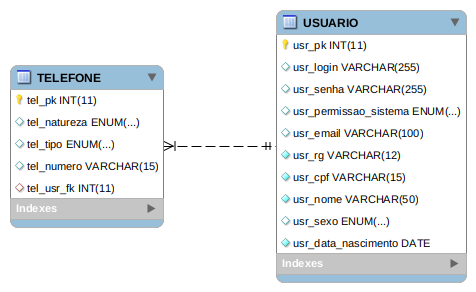 TELEFONE
tel_pk INT(11)
tel_natureza ENUM(...)
tel_tipo ENUM(...)
tel_numero VARCHAR(15)
tel_usr_fk INT(11)
Indexes
USUARIO
usr_pk INT(11)
usr_login VARCHAR(255)
usr_senha VARCHAR(255)
usr_permissao_sistema ENUM(...)
usr_email VARCHAR(100)
usr_rg VARCHAR(12)
usr_cpf VARCHAR(15)
usr_nome VARCHAR(50)
usr_sexo ENUM(...)
usr_data_nascimento DATE
Indexes